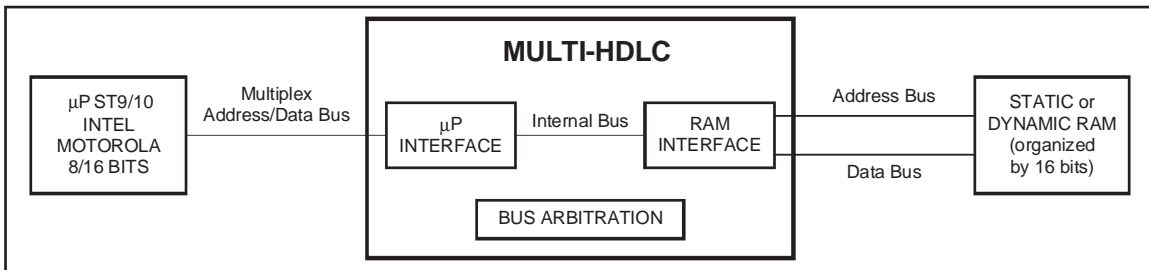 MULTI-HDLC
μP ST9/10
INTEL
MOTOROLA
8/16 BITS
Multiplex
Address/Data Bus
μP
INTERFACE
Internal Bus
RAM
INTERFACE
BUS ARBITRATION
Address Bus
Data Bus
STATIC or
DYNAMIC RAM
(organized
by 16 bits)